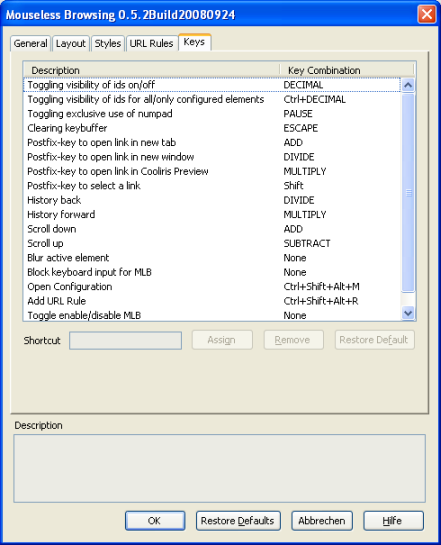 Mouseless Browsing 0.5.2Build20080924
General Layout Styles URL Rules Keys
Description Key Combination
Toggling visibility of ids on/off DECIMAL
Toggling visibility of ids for all/only configured elements Ctrl+DECIMAL
Toggling exclusive use of numpad PAUSE
Clearing keybuffer ESCAPE
Postfix-key to open link in new tab ADD
Postfix-key to open link in new window DIVIDE
Postfix-key to open link in Cooliris Preview MULTIPLY
Postfix-key to select a link Shift
History back DIVIDE
History forward MULTIPLY
Scroll down ADD
Scroll up SUBTRACT
Blur active element None
Block keyboard input for MLB None
Open Configuration Ctrl+Shift+Alt+M
Add URL Rule Ctrl+Shift+Alt+R
Toggle enable/disable MLB None
Shortcut Assign Remove Restore Default
Description
OK Restore Defaults Abbrechen Hilfe